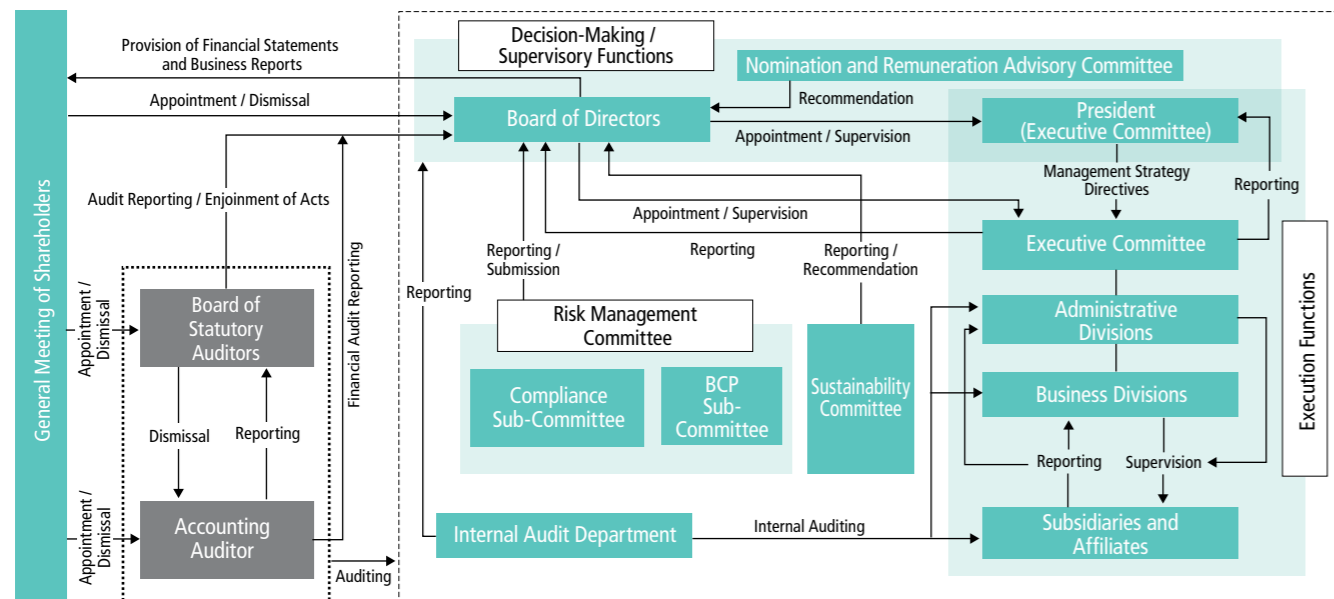 General Meeting of Shareholders
Provision of Financial Statements
and Business Reports
Appointment / Dismissal
Decision-Making /
Supervisory Functions
Nomination and Remuneration Advisory Committee
Recommendation
Board of Directors
Appointment / Supervision
President
(Executive Committee)
Management Strategy
Directives
Reporting
Audit Reporting / Enjoinment of Acts
Financial Audit Reporting
Appointment / Supervision
Reporting
Executive Committee
Execution Functions
Reporting /
Submission
Reporting /
Recommendation
Reporting
Appointment /
Dismissal
Board of
Statutory
Auditors
Dismissal
Reporting
Appointment /
Dismissal
Accounting
Auditor
Auditing
Risk Management
Committee
Compliance
Sub-Committee
BCP
Sub-
Committee
Sustainability
Committee
Administrative
Divisions
Business Divisions
Reporting
Supervision
Internal Audit Department
Internal Auditing
Subsidiaries and
Affiliates